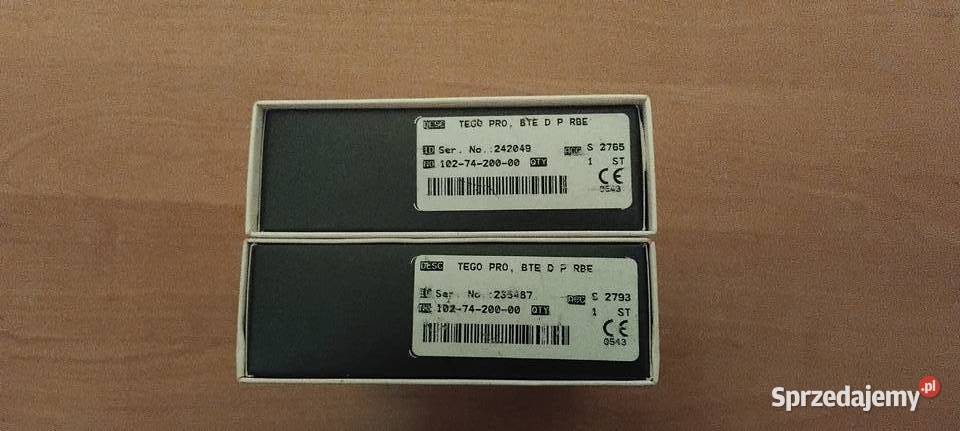 DESC TEGO PRO, BTE D P RBE
ID Ser. No.:242049 ACG S 2765
NO 102-74-200-00 QTY 1 ST
CE
0543
DESC TEGO PRO, BTE D P RBE
ID Ser. No.:235487 ACG S 2793
NO 102-74-200-00 QTY 1 ST
CE
0543
Sprzedajemy.pl